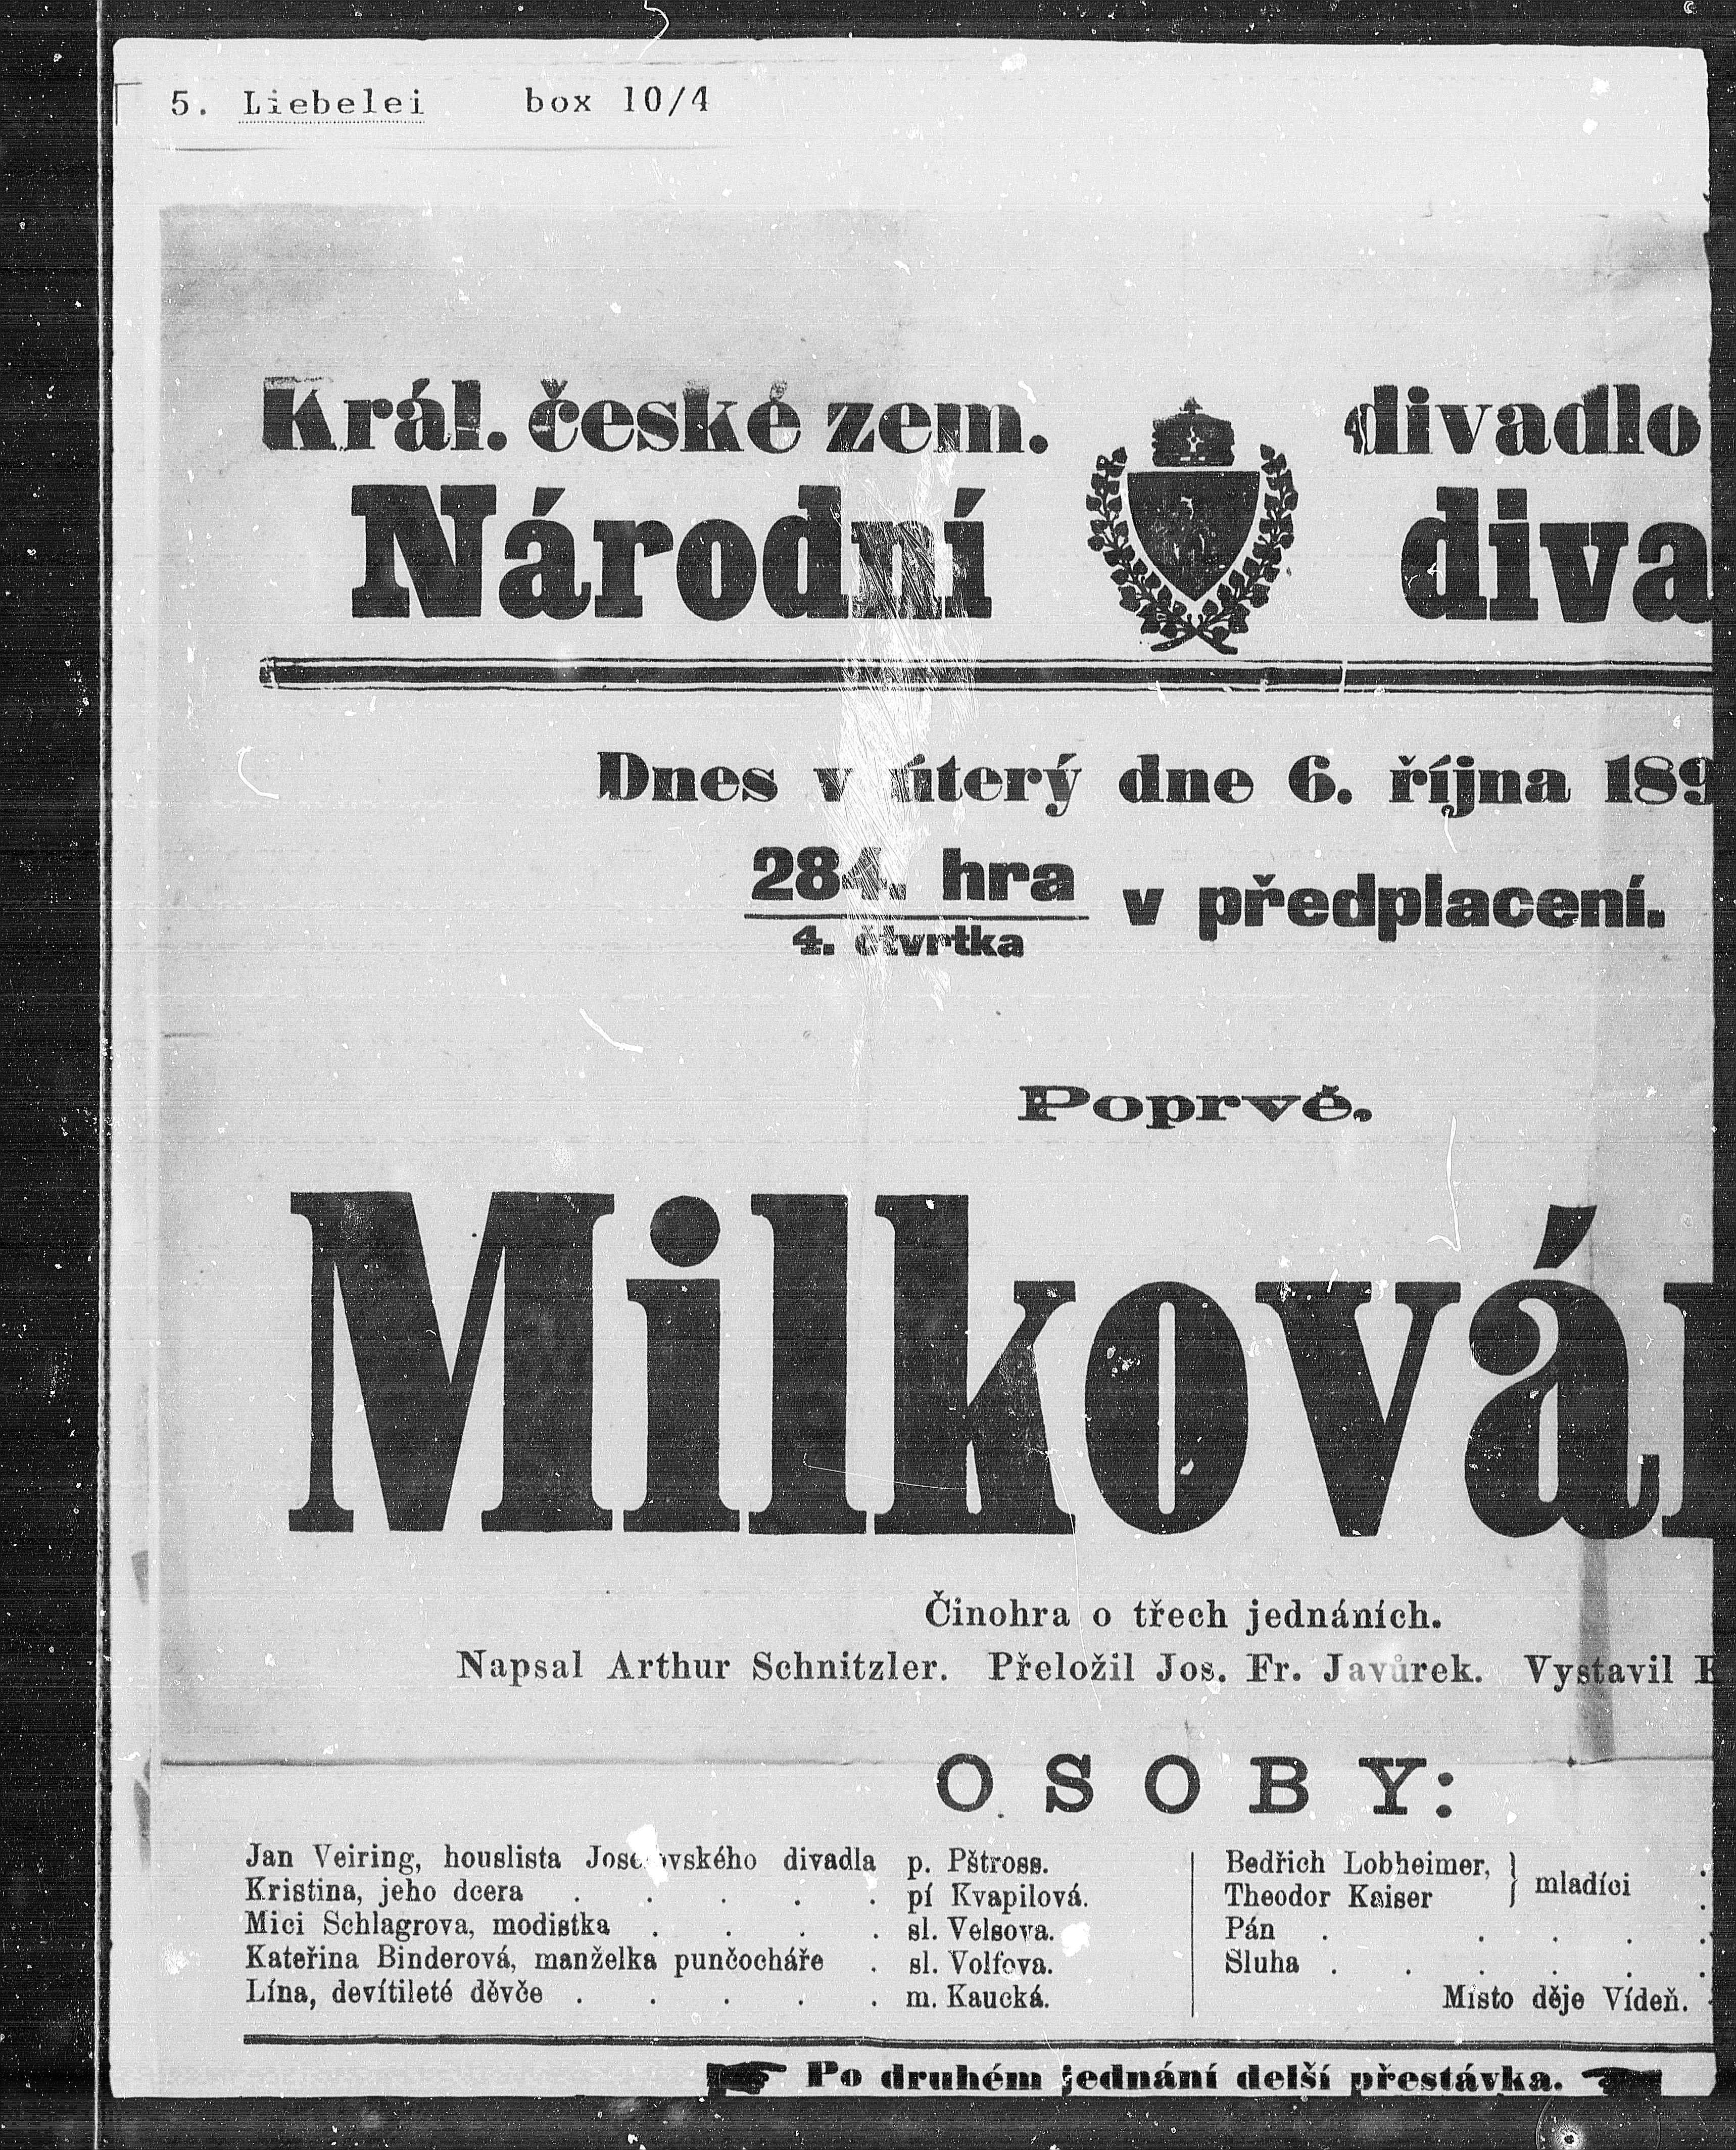 5. Liebelei box 10/4
Král. české zem. divadlo
Národní diva
Dnes v úterý dne 6. října 189
284. hra v předplacení.
4. čtvrtka
Poprvé.
Milková
Činohra o třech jednáních.
Napsal Arthur Schnitzler. Přeložil Jos. Fr. Javůrek. Vystavil
OSOBY:
Jan Veiring, houslista divadla p. Pštross.
Kristina, jeho dcera . . . . . pí Kvapilová.
Mici Schlagrova, modistka . . . . sl. Velsova.
Kateřina Binderová, manželka punčocháře . sl. Volfova.
Lína, devítileté děvče . . . . . m. Kaucká.
Bedřich Lobheimer, } mladíci .
Theodor Kaiser .
Pán . . . . .
Sluha . . . . . .
Místo děje Vídeň.
Po druhém jednání delší přestávka.